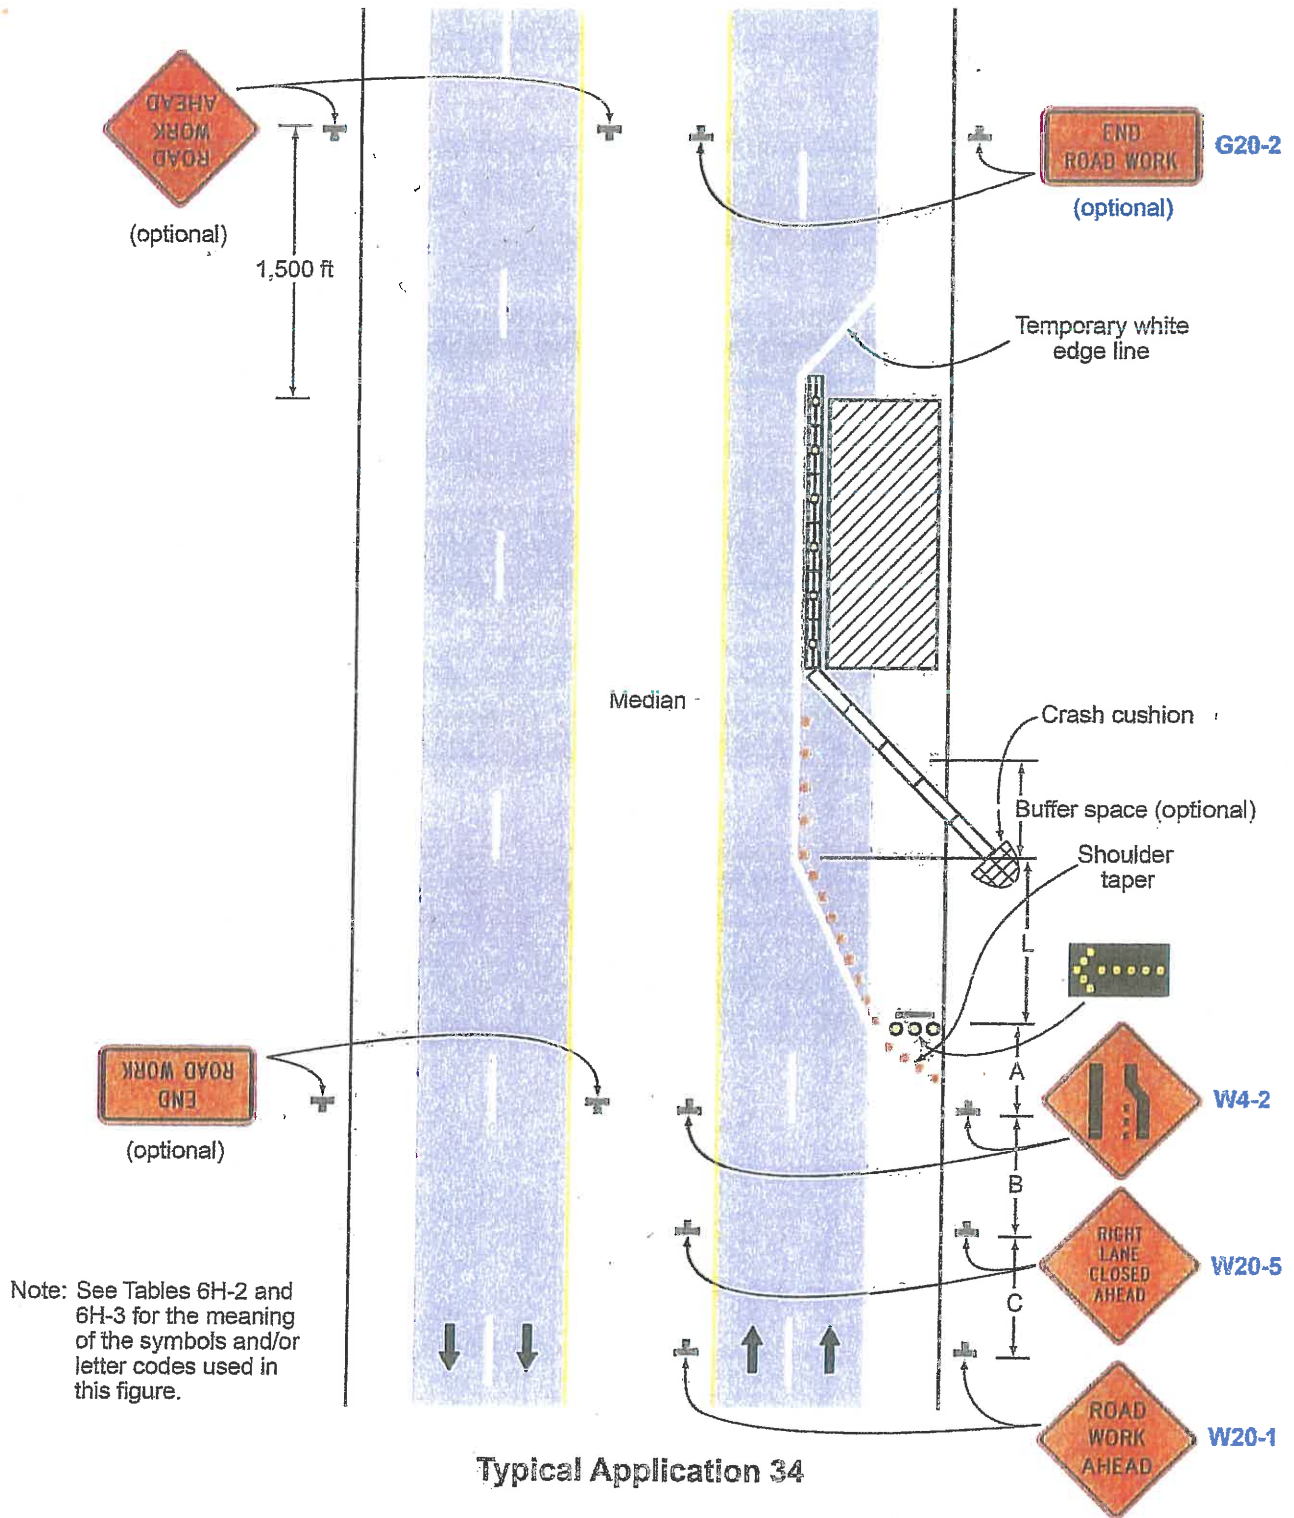 ROAD
WORK
AHEAD
(optional)
1,500 ft
END
ROAD WORK
G20-2
(optional)
Temporary white
edge line
Median
Crash cushion
Buffer space (optional)
Shoulder
taper
L
A
W4-2
B
RIGHT
LANE
CLOSED
AHEAD
W20-5
C
END
ROAD WORK
(optional)
Note: See Tables 6H-2 and
6H-3 for the meaning
of the symbols and/or
letter codes used in
this figure.
ROAD
WORK
AHEAD
W20-1
Typical Application 34